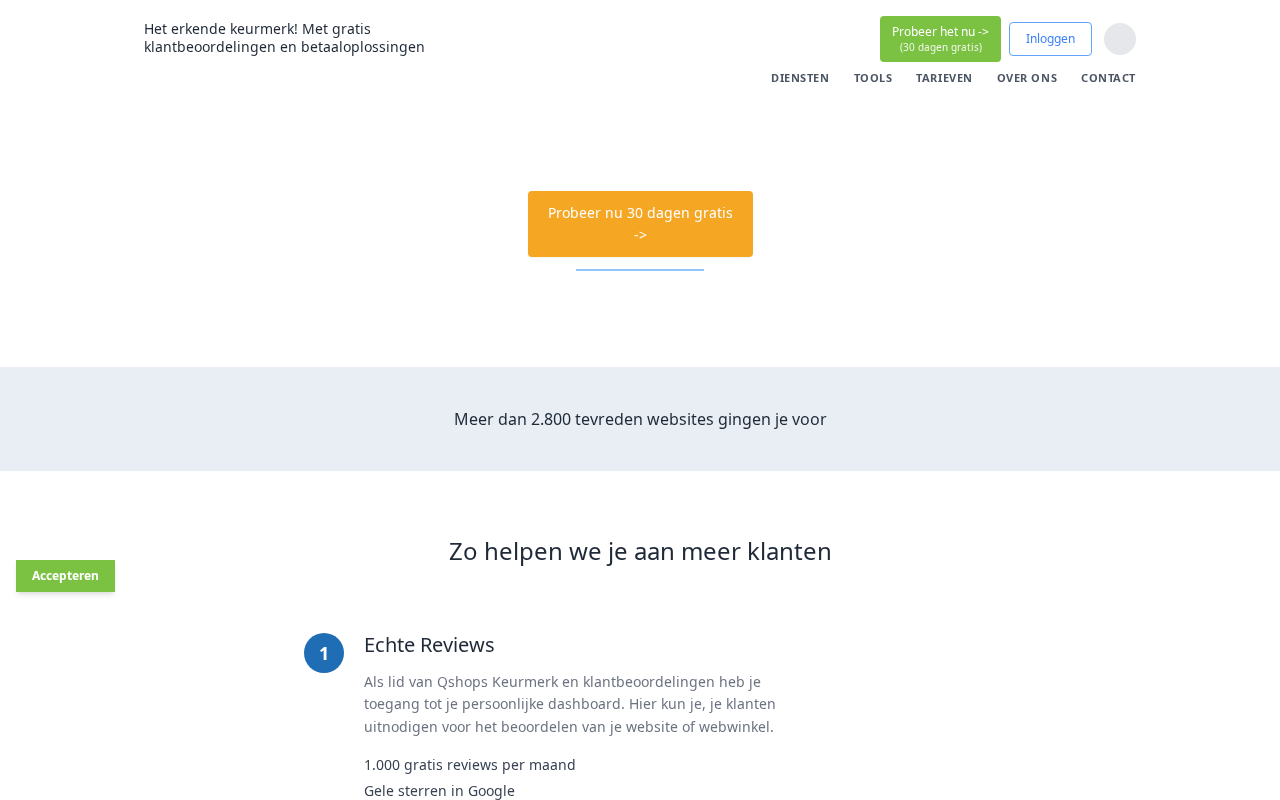 Het erkende keurmerk! Met gratis
klantbeoordelingen en betaaloplossingen
Probeer het nu ->
(30 dagen gratis)
Inloggen
DIENSTEN
TOOLS
TARIEVEN
OVER ONS
CONTACT
Probeer nu 30 dagen gratis
->
Meer dan 2.800 tevreden websites gingen je voor
Zo helpen we je aan meer klanten
Accepteren
1
Echte Reviews
Als lid van Qshops Keurmerk en klantbeoordelingen heb je
toegang tot je persoonlijke dashboard. Hier kun je, je klanten
uitnodigen voor het beoordelen van je website of webwinkel.
1.000 gratis reviews per maand
Gele sterren in Google